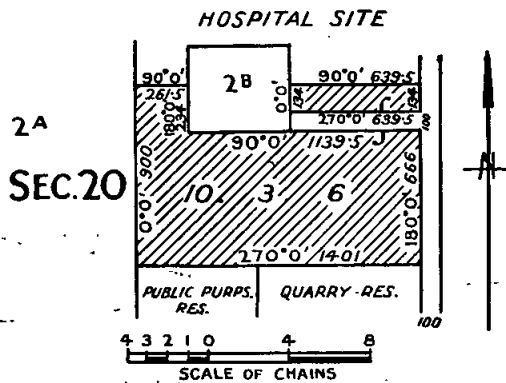 HOSPITAL SITE
90°0'
261·5
2B
90°0' 639·5
0°0'
134
134
180°0'
234
270°0' 639·5
100
2A
90°0' 1139·5
SEC.20
0°0' 900
10. 3 6
180°0' 666
N
270°0' 1401
PUBLIC PURPS. RES.
QUARRY-RES.
100
4 3 2 1 0 4 8
SCALE OF CHAINS